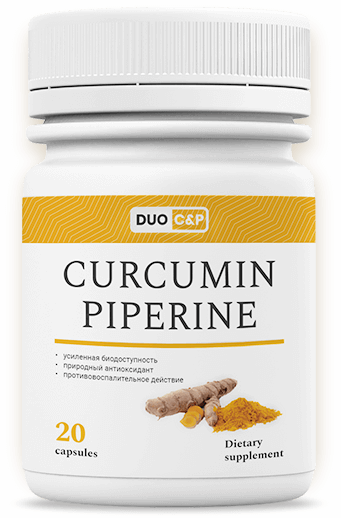 DUO C&P
CURCUMIN
PIPERINE
• усиленная биодоступность
• природный антиоксидант
• противовоспалительное действие
20
capsules
Dietary
supplement